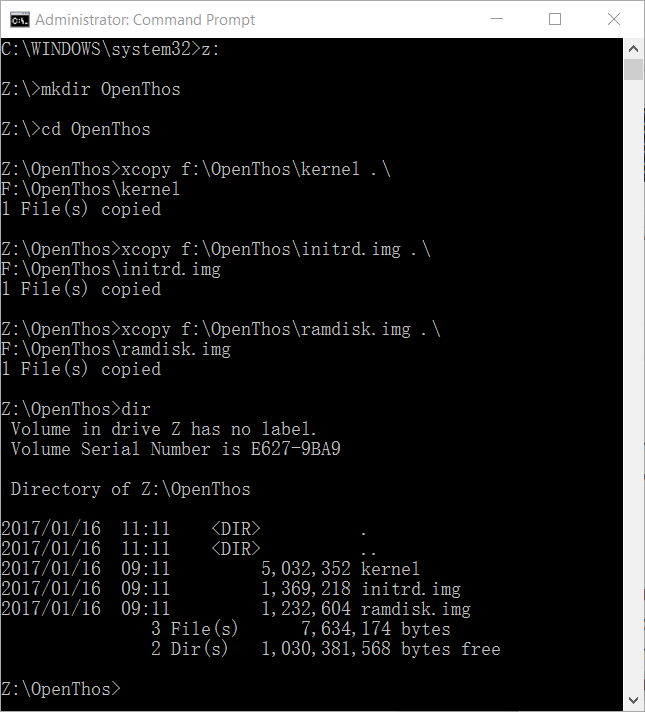 Administrator: Command Prompt
C:\WINDOWS\system32>z:
Z:\>mkdir OpenThos
Z:\>cd OpenThos
Z:\OpenThos>xcopy f:\OpenThos\kernel .\
F:\OpenThos\kernel
1 File(s) copied
Z:\OpenThos>xcopy f:\OpenThos\initrd.img .\
F:\OpenThos\initrd.img
1 File(s) copied
Z:\OpenThos>xcopy f:\OpenThos\ramdisk.img .\
F:\OpenThos\ramdisk.img
1 File(s) copied
Z:\OpenThos>dir
 Volume in drive Z has no label.
 Volume Serial Number is E627-9BA9
 Directory of Z:\OpenThos
2017/01/16  11:11    <DIR>          .
2017/01/16  11:11    <DIR>          ..
2017/01/16  09:11         5,032,352 kernel
2017/01/16  09:11         1,369,218 initrd.img
2017/01/16  09:11         1,232,604 ramdisk.img
               3 File(s)      7,634,174 bytes
               2 Dir(s)   1,030,381,568 bytes free
Z:\OpenThos>